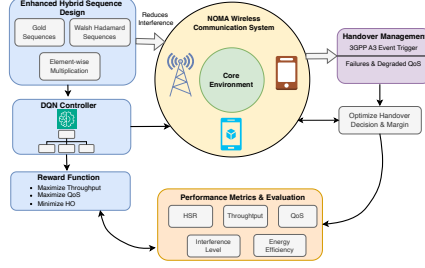 Enhanced Hybrid Sequence
Design
Gold
Sequences
Walsh Hadamard
Sequences
Element-wise
Multiplication
Reduces
Interference
NOMA Wireless
Communication System
Core
Environment
Handover Management
3GPP A3 Event Trigger
Failures & Degraded QoS
Optimize Handover
Decision & Margin
DQN Controller
Reward Function
Maximize Throughput
Maximize QoS
Minimize HO
Performance Metrics & Evaluation
HSR
Throughtput
QoS
Interference
Level
Energy
Efficiency